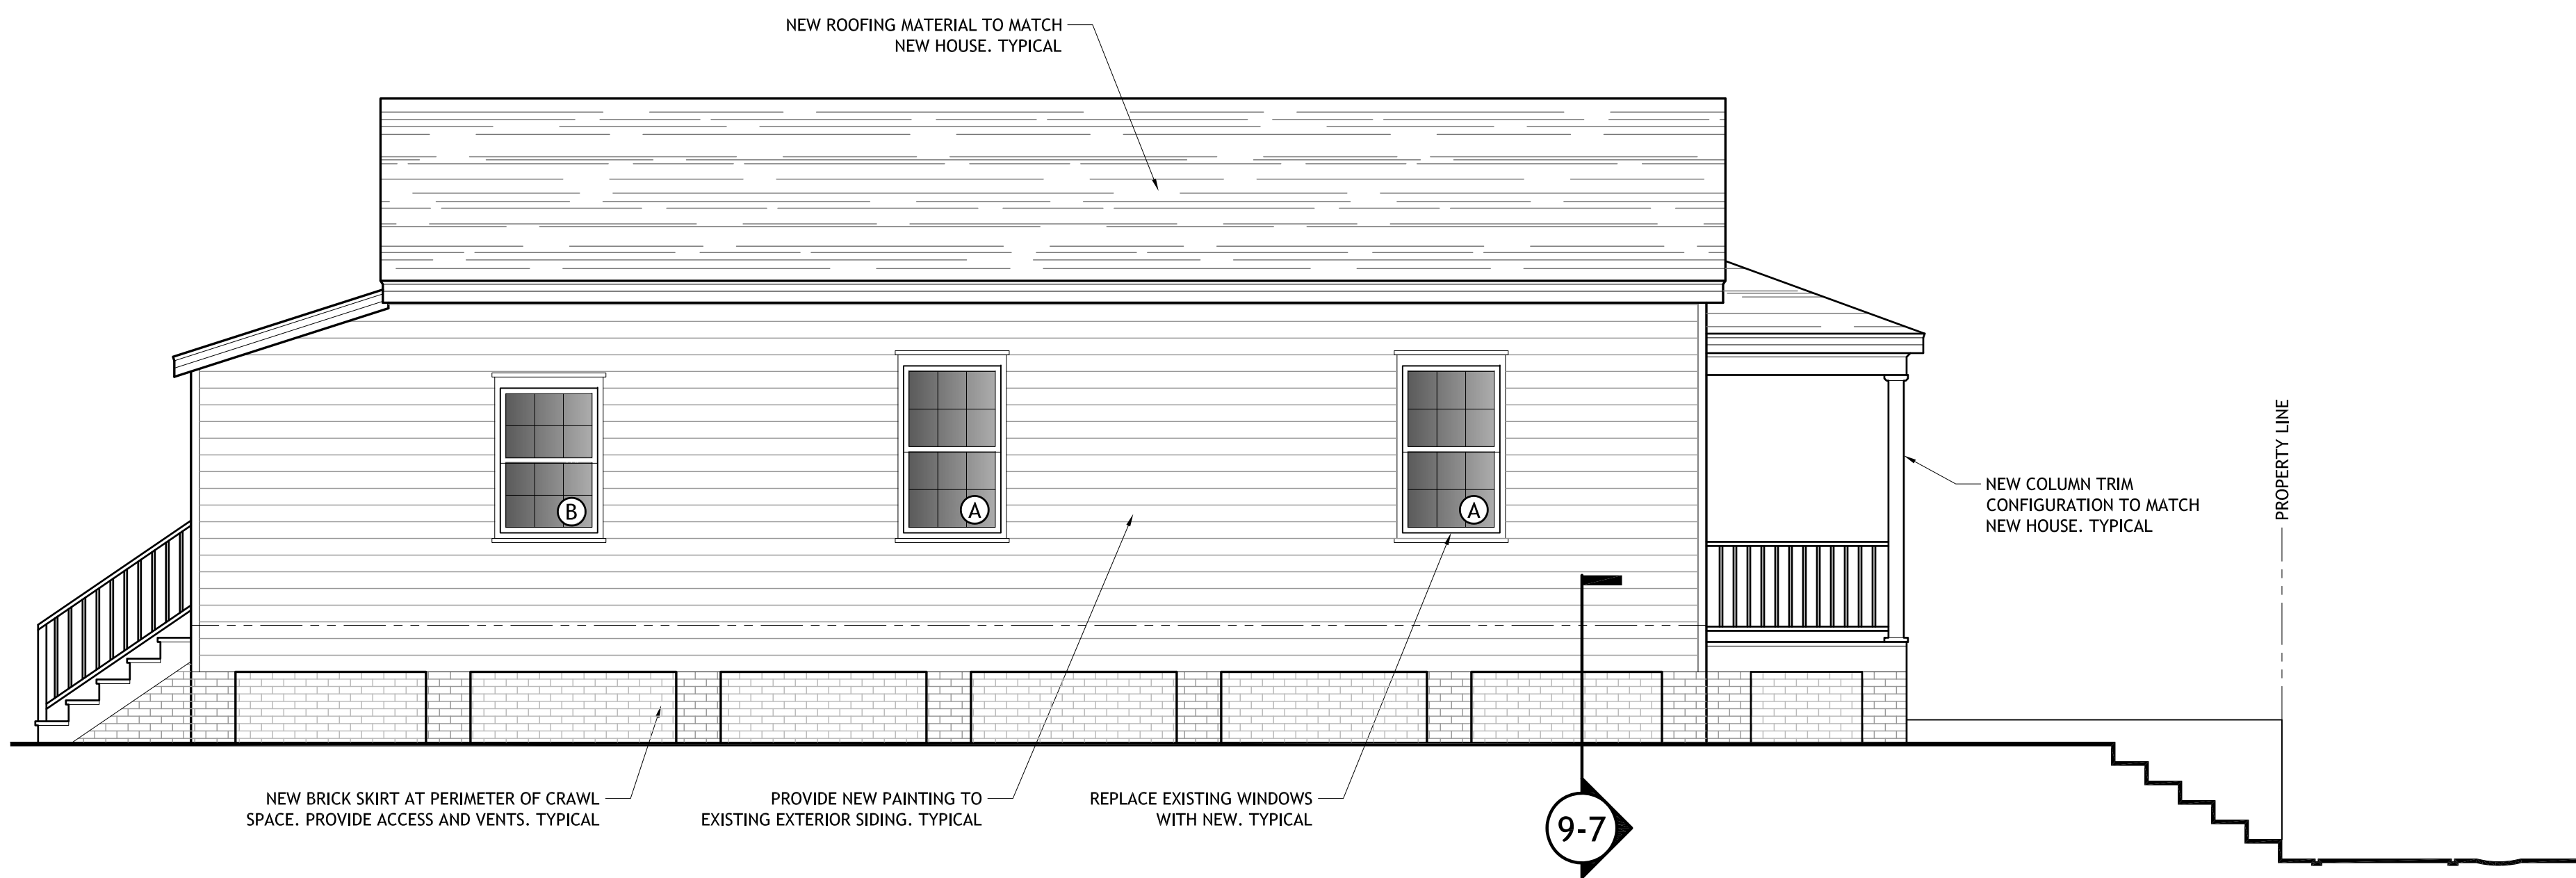 NEW ROOFING MATERIAL TO MATCH
NEW HOUSE. TYPICAL
B
A
A
NEW COLUMN TRIM
CONFIGURATION TO MATCH
NEW HOUSE. TYPICAL
PROPERTY LINE
NEW BRICK SKIRT AT PERIMETER OF CRAWL
SPACE. PROVIDE ACCESS AND VENTS. TYPICAL
PROVIDE NEW PAINTING TO
EXISTING EXTERIOR SIDING. TYPICAL
REPLACE EXISTING WINDOWS
WITH NEW. TYPICAL
9-7